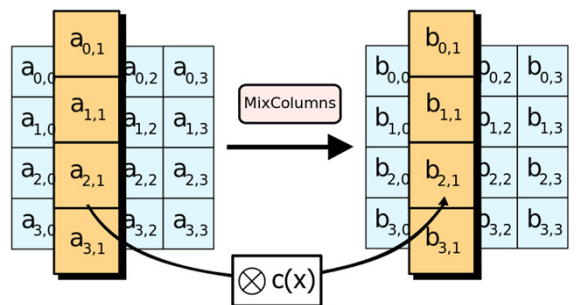 a0,1 b0,1
a0,0 a0,2 a0,3 b0,0 b0,2 b0,3
MixColumns
a1,1 b1,1
a1,0 a1,2 a1,3 b1,0 b1,2 b1,3
a2,0 a2,1 a2,2 a2,3 b2,0 b2,1 b2,2 b2,3
a3,0 a3,2 a3,3 b3,0 b3,2 b3,3
a3,1 b3,1
⊗ c(x)